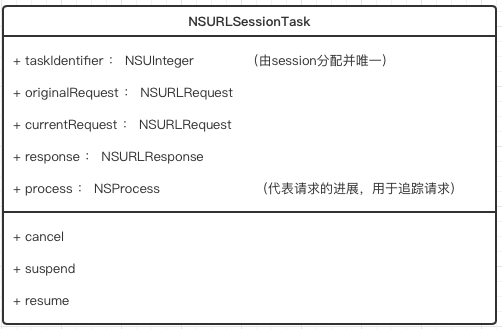 NSURLSessionTask
+ taskIdentifier： NSUInteger （由session分配并唯一）
+ originalRequest： NSURLRequest
+ currentRequest： NSURLRequest
+ response： NSURLResponse
+ process： NSProcess （代表请求的进展，用于追踪请求）
+ cancel
+ suspend
+ resume